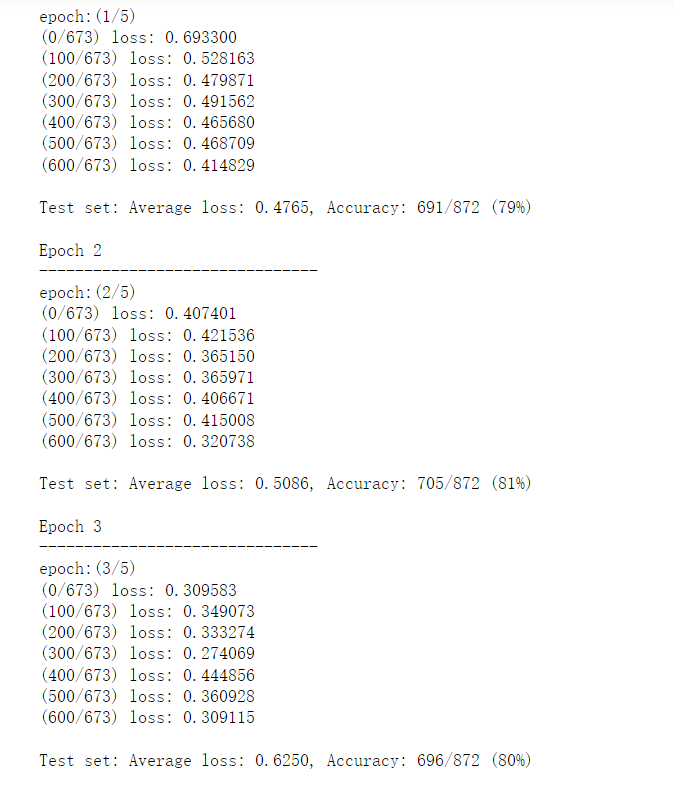 epoch:(1/5)
(0/673) loss: 0.693300
(100/673) loss: 0.528163
(200/673) loss: 0.479871
(300/673) loss: 0.491562
(400/673) loss: 0.465680
(500/673) loss: 0.468709
(600/673) loss: 0.414829
Test set: Average loss: 0.4765, Accuracy: 691/872 (79%)
Epoch 2
-------------------------------
epoch:(2/5)
(0/673) loss: 0.407401
(100/673) loss: 0.421536
(200/673) loss: 0.365150
(300/673) loss: 0.365971
(400/673) loss: 0.406671
(500/673) loss: 0.415008
(600/673) loss: 0.320738
Test set: Average loss: 0.5086, Accuracy: 705/872 (81%)
Epoch 3
-------------------------------
epoch:(3/5)
(0/673) loss: 0.309583
(100/673) loss: 0.349073
(200/673) loss: 0.333274
(300/673) loss: 0.274069
(400/673) loss: 0.444856
(500/673) loss: 0.360928
(600/673) loss: 0.309115
Test set: Average loss: 0.6250, Accuracy: 696/872 (80%)